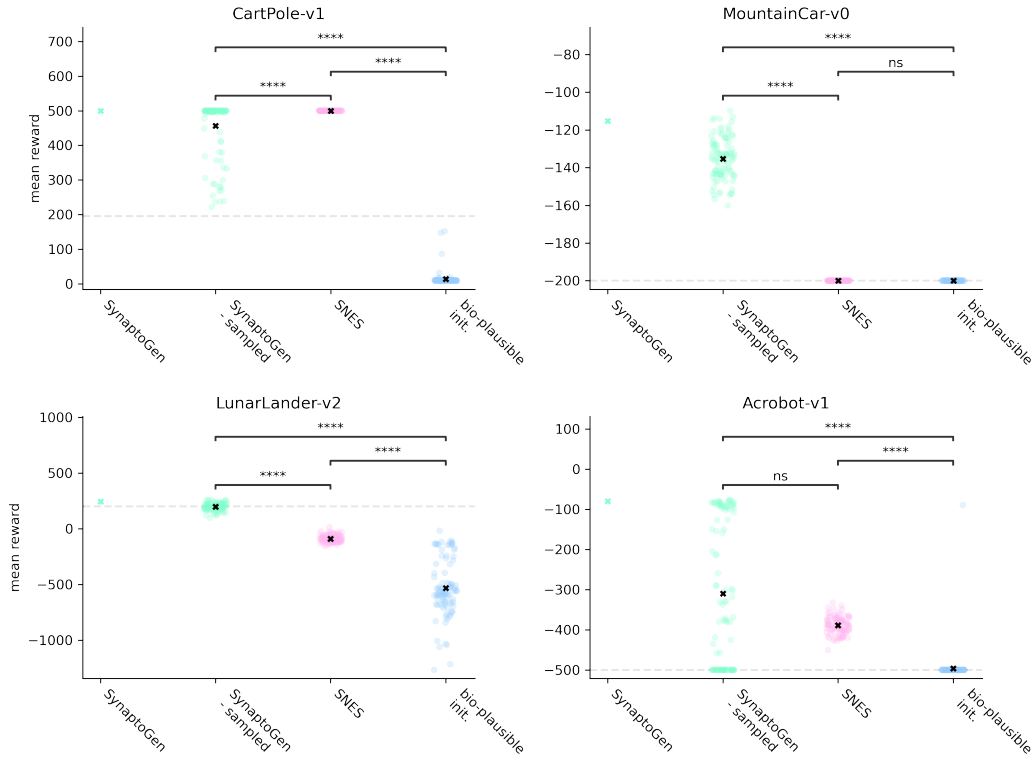 CartPole-v1
mean reward
700
600
500
400
300
200
100
0
****
****
****
SynaptoGen
SynaptoGen
- sampled
SNES
bio-plausible
init.
MountainCar-v0
−80
−100
−120
−140
−160
−180
−200
****
ns
****
SynaptoGen
SynaptoGen
- sampled
SNES
bio-plausible
init.
LunarLander-v2
mean reward
1000
500
0
−500
−1000
****
****
****
SynaptoGen
SynaptoGen
- sampled
SNES
bio-plausible
init.
Acrobot-v1
100
0
−100
−200
−300
−400
−500
****
****
ns
SynaptoGen
SynaptoGen
- sampled
SNES
bio-plausible
init.